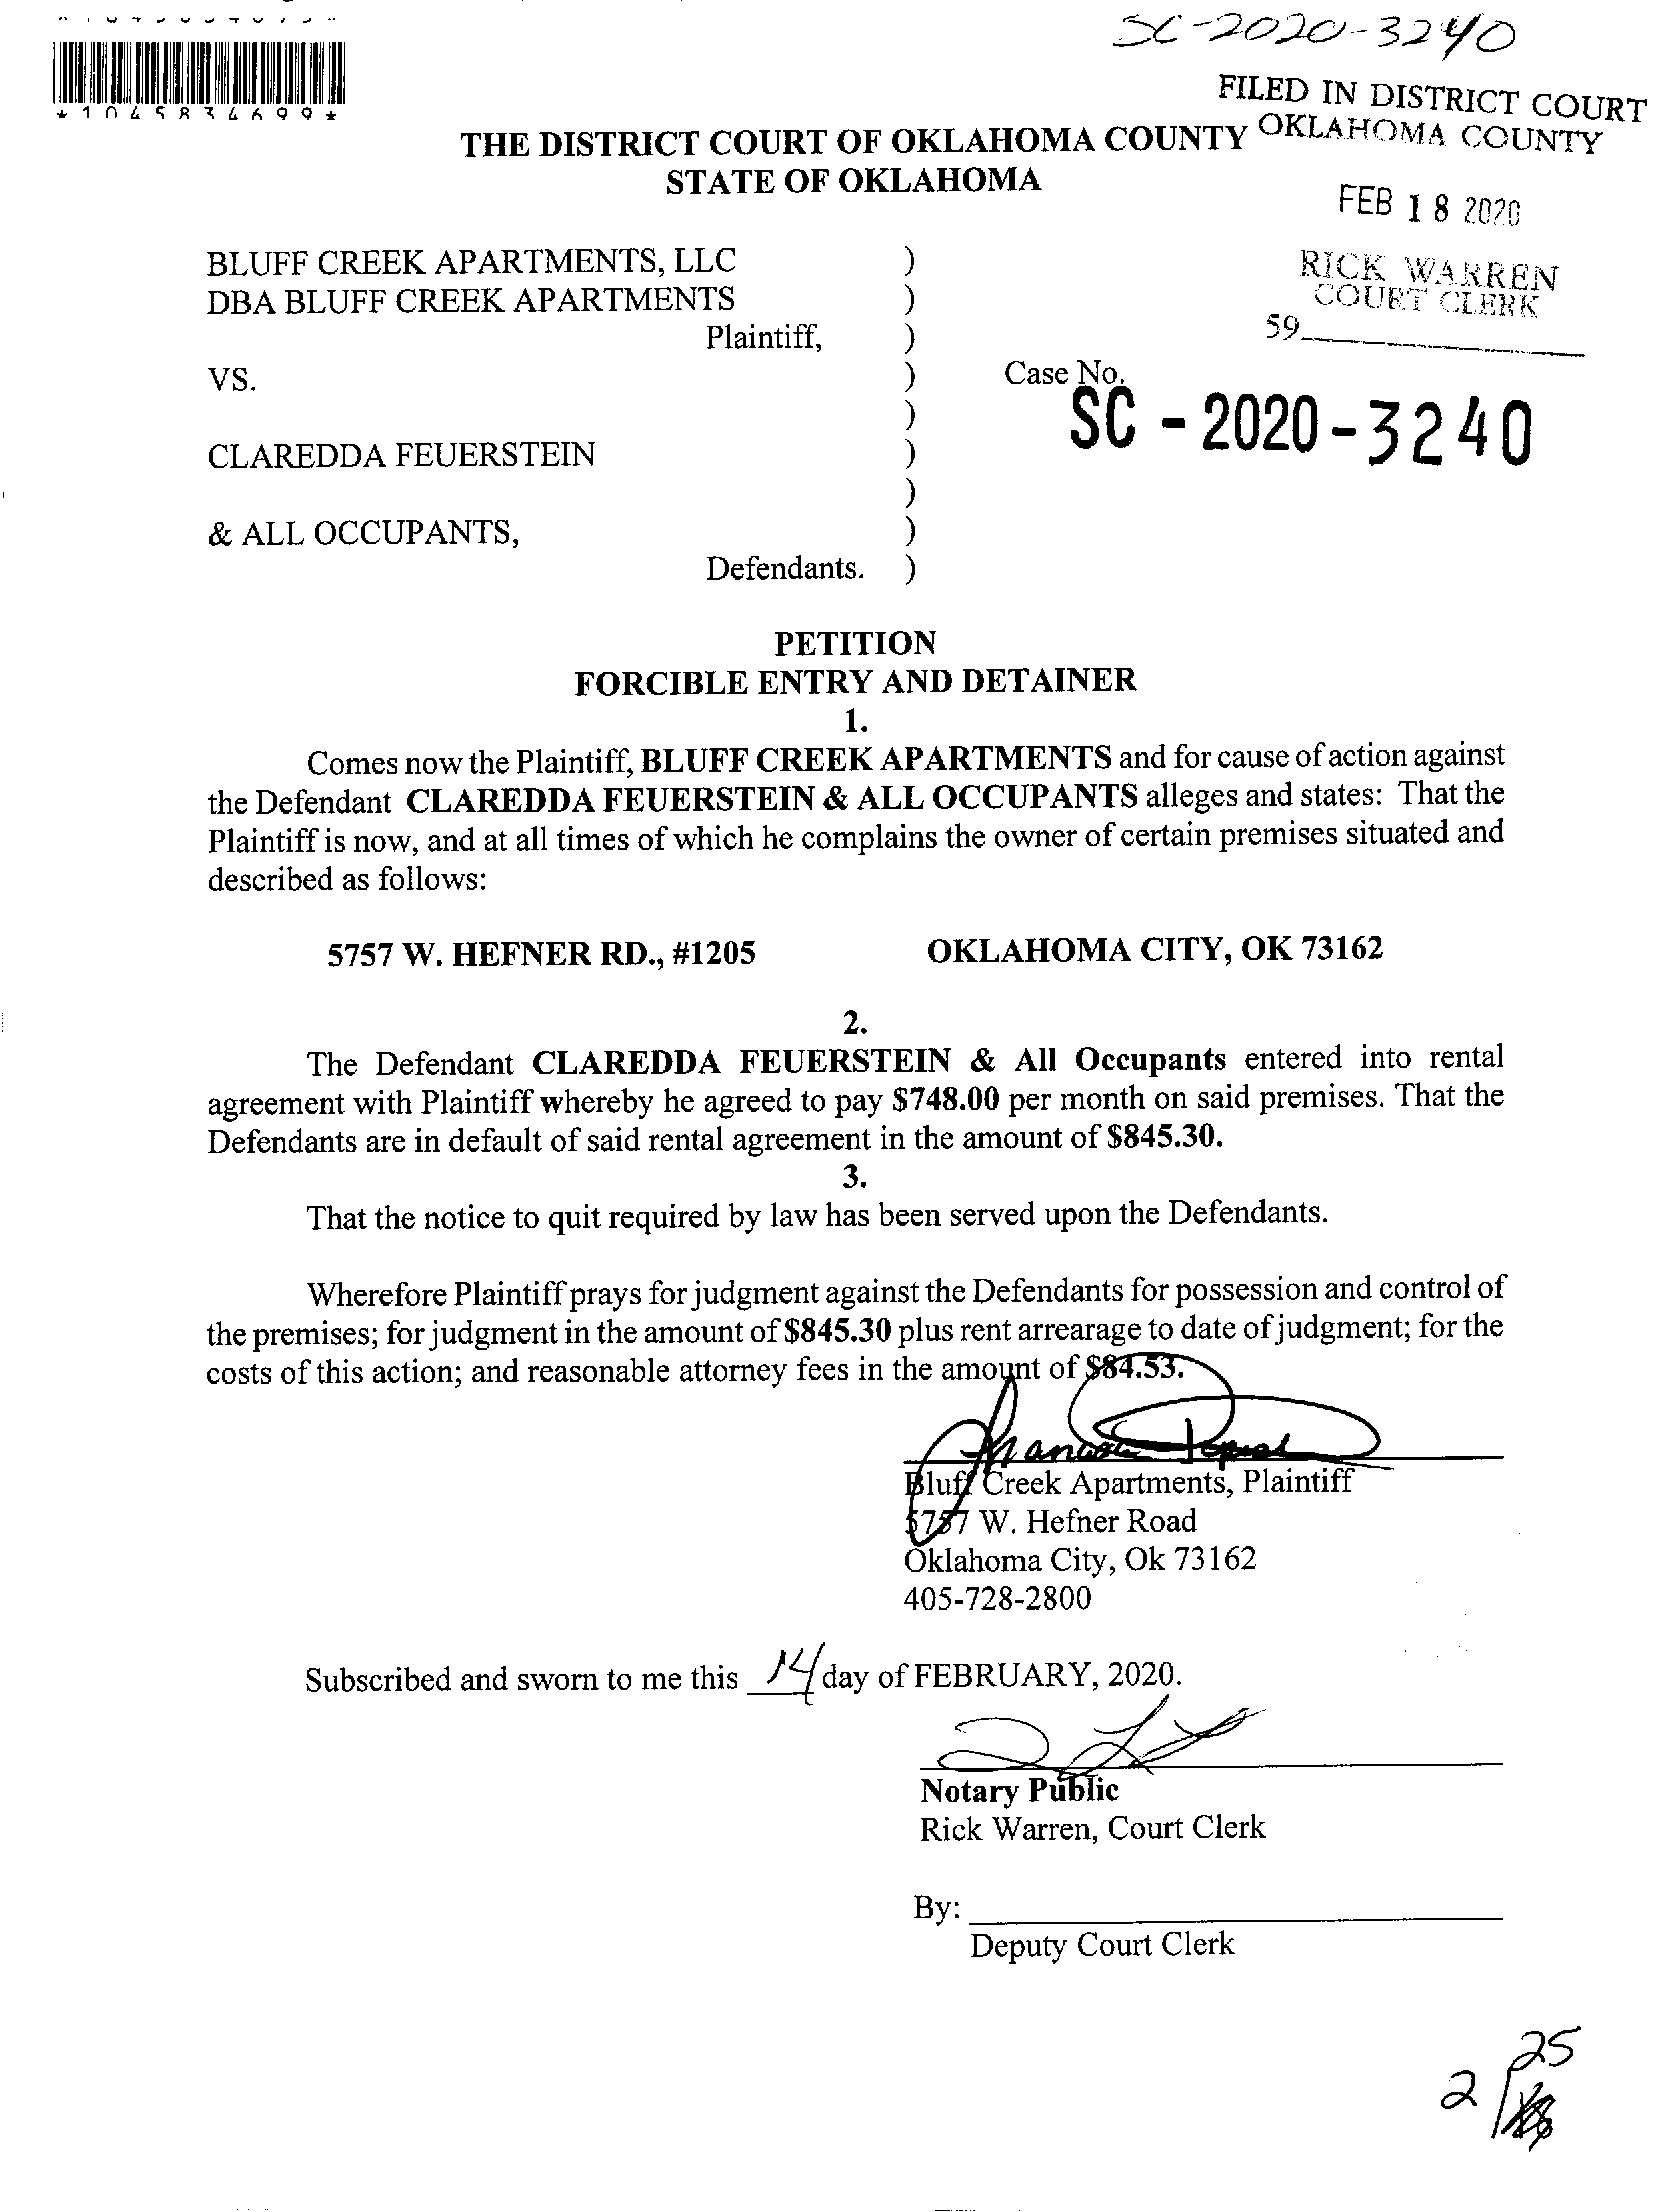 SC-2020-3240
FILED IN DISTRICT COURT
OKLAHOMA COUNTY
THE DISTRICT COURT OF OKLAHOMA COUNTY
STATE OF OKLAHOMA
FEB 18 2020
RICK WARREN
COURT CLERK
59
BLUFF CREEK APARTMENTS, LLC )
DBA BLUFF CREEK APARTMENTS )
Plaintiff, )
VS. ) Case No.
) SC - 2020-3240
CLAREDDA FEUERSTEIN )
)
& ALL OCCUPANTS, )
Defendants. )
PETITION
FORCIBLE ENTRY AND DETAINER
1.
Comes now the Plaintiff, BLUFF CREEK APARTMENTS and for cause of action against
the Defendant CLAREDDA FEUERSTEIN & ALL OCCUPANTS alleges and states: That the
Plaintiff is now, and at all times of which he complains the owner of certain premises situated and
described as follows:
5757 W. HEFNER RD., #1205 OKLAHOMA CITY, OK 73162
2.
The Defendant CLAREDDA FEUERSTEIN & All Occupants entered into rental
agreement with Plaintiff whereby he agreed to pay $748.00 per month on said premises. That the
Defendants are in default of said rental agreement in the amount of $845.30.
3.
That the notice to quit required by law has been served upon the Defendants.
Wherefore Plaintiff prays for judgment against the Defendants for possession and control of
the premises; for judgment in the amount of $845.30 plus rent arrearage to date of judgment; for the
costs of this action; and reasonable attorney fees in the amount of $84.53.
Bluff Creek Apartments, Plaintiff
5757 W. Hefner Road
Oklahoma City, Ok 73162
405-728-2800
Subscribed and sworn to me this 14 day of FEBRUARY, 2020.
Notary Public
Rick Warren, Court Clerk
By:
Deputy Court Clerk
2/25